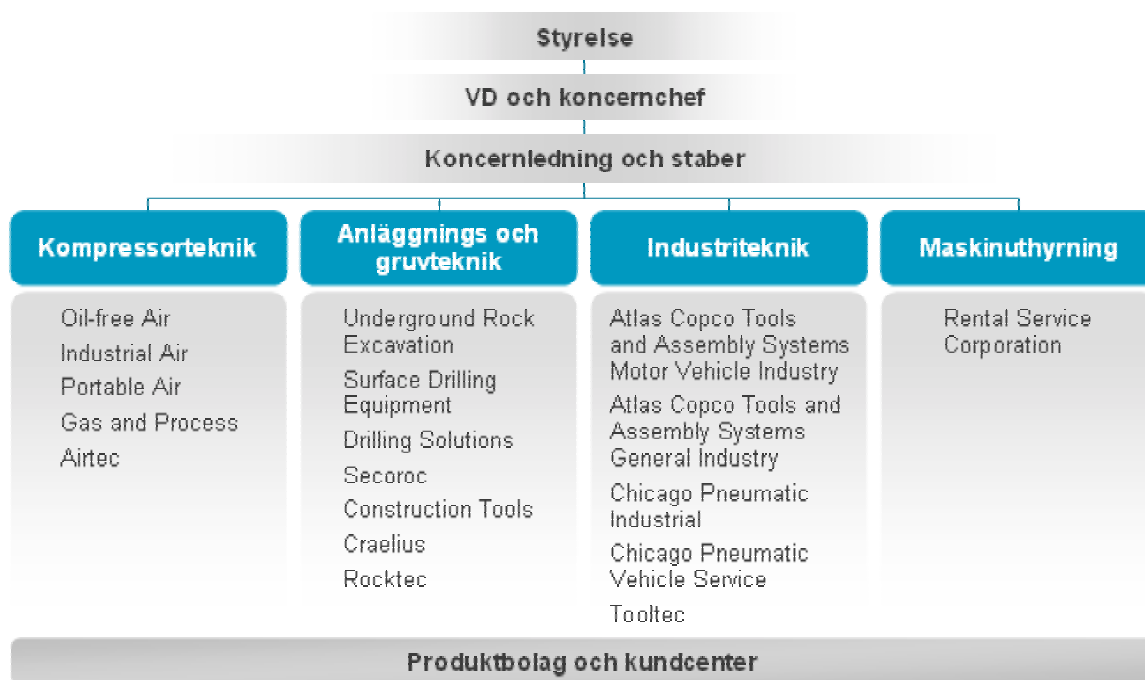 Styrelse
VD och koncernchef
Koncernledning och staber
Kompressorteknik
Oil-free Air
Industrial Air
Portable Air
Gas and Process
Airtec
Anläggnings och
gruvteknik
Underground Rock
Excavation
Surface Drilling
Equipment
Drilling Solutions
Secoroc
Construction Tools
Craelius
Rocktec
Industriteknik
Atlas Copco Tools
and Assembly Systems
Motor Vehicle Industry
Atlas Copco Tools and
Assembly Systems
General Industry
Chicago Pneumatic
Industrial
Chicago Pneumatic
Vehicle Service
Tooltec
Maskinuthyrning
Rental Service
Corporation
Produktbolag och kundcenter